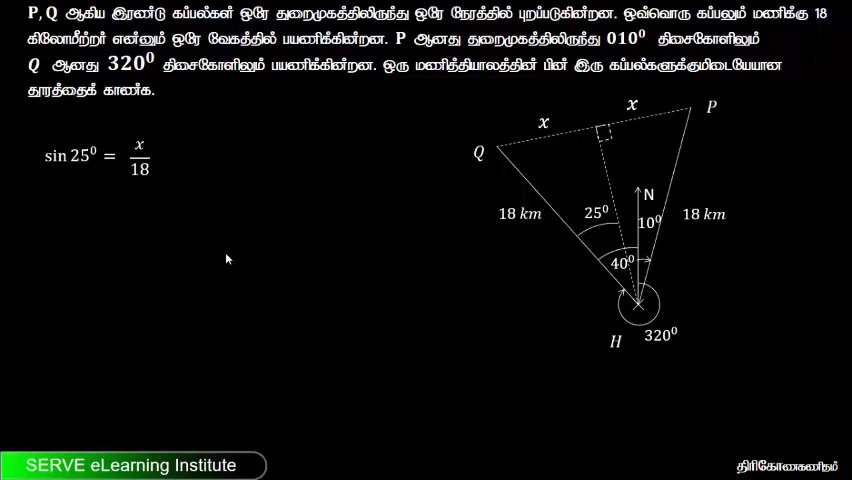 P, Q ஆகிய இரண்டு கப்பல்கள் ஒரே துறைமுகத்திலிருந்து ஒரே நேரத்தில் புறப்படுகின்றன. ஒவ்வொரு கப்பலும் மணிக்கு 18
கிலோமீற்றர் என்னும் ஒரே வேகத்தில் பயணிக்கின்றன. P ஆனது துறைமுகத்திலிருந்து 010⁰ திசைகோளிலும்
Q ஆனது 320⁰ திசைகோளிலும் பயணிக்கின்றன. ஒரு மணித்தியாலத்தின் பின் இரு கப்பல்களுக்குமிடையேயான
தூரத்தைக் காண்க.
x
P
x
sin 25⁰ = x/18
Q
N
18 km
25⁰
10⁰
18 km
40⁰
H
320⁰
SERVE eLearning Institute
திரிகோணகணிதம்